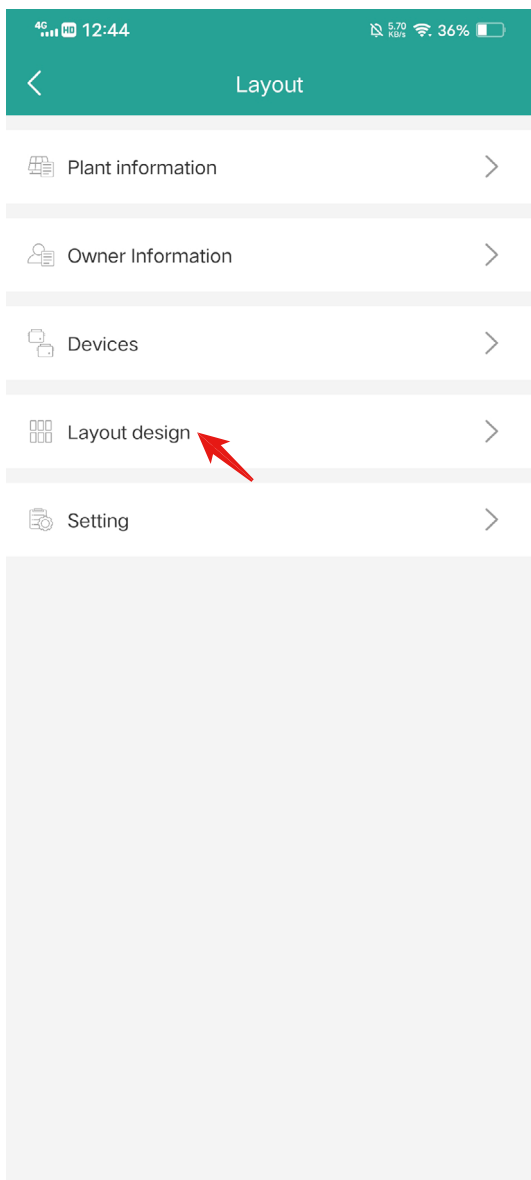 4G HD 12:44 5.70 KB/s 36%
Layout
Plant information
Owner Information
Devices
Layout design
Setting